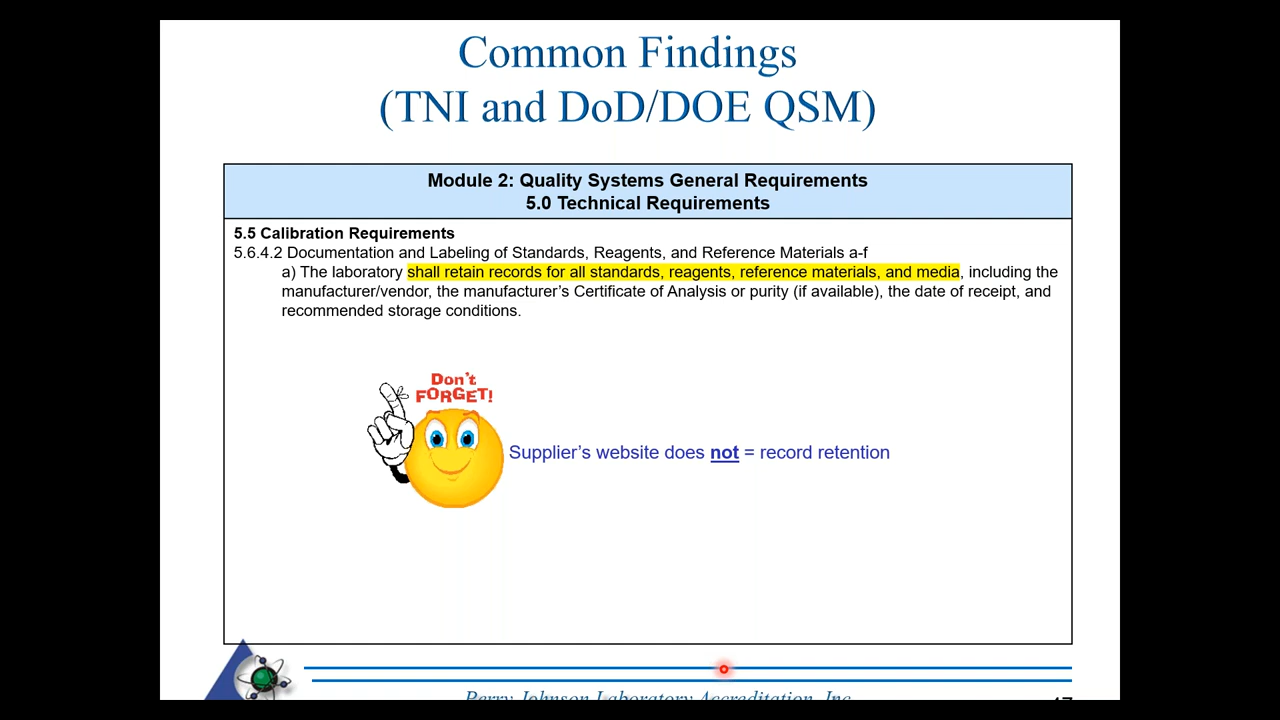 Common Findings
(TNI and DoD/DOE QSM)
Module 2: Quality Systems General Requirements
5.0 Technical Requirements
5.5 Calibration Requirements
5.6.4.2 Documentation and Labeling of Standards, Reagents, and Reference Materials a-f
a) The laboratory shall retain records for all standards, reagents, reference materials, and media, including the
manufacturer/vendor, the manufacturer’s Certificate of Analysis or purity (if available), the date of receipt, and
recommended storage conditions.
Don't
FORGET!
Supplier’s website does not = record retention
Perry Johnson Laboratory Accreditation, Inc